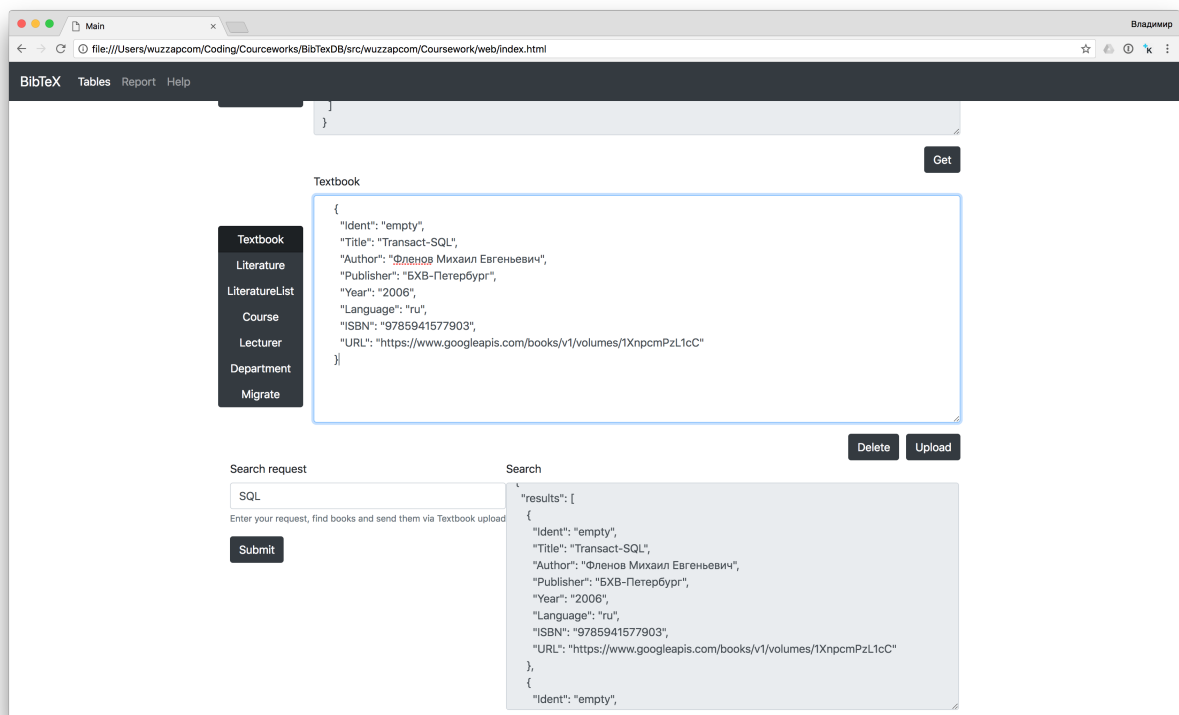 Main
Владимир
file:///Users/wuzzapcom/Coding/Courceworks/BibTexDB/src/wuzzapcom/Coursework/web/index.html
BibTeX Tables Report Help
]
}
Get
Textbook
{
"Ident": "empty",
"Title": "Transact-SQL",
"Author": "Фленов Михаил Евгеньевич",
"Publisher": "БХВ-Петербург",
"Year": "2006",
"Language": "ru",
"ISBN": "9785941577903",
"URL": "https://www.googleapis.com/books/v1/volumes/1XnpcmPzL1cC"
}
Textbook
Literature
LiteratureList
Course
Lecturer
Department
Migrate
Delete Upload
Search request
SQL
Enter your request, find books and send them via Textbook upload
Submit
Search
{
"results": [
{
"Ident": "empty",
"Title": "Transact-SQL",
"Author": "Фленов Михаил Евгеньевич",
"Publisher": "БХВ-Петербург",
"Year": "2006",
"Language": "ru",
"ISBN": "9785941577903",
"URL": "https://www.googleapis.com/books/v1/volumes/1XnpcmPzL1cC"
},
{
"Ident": "empty",